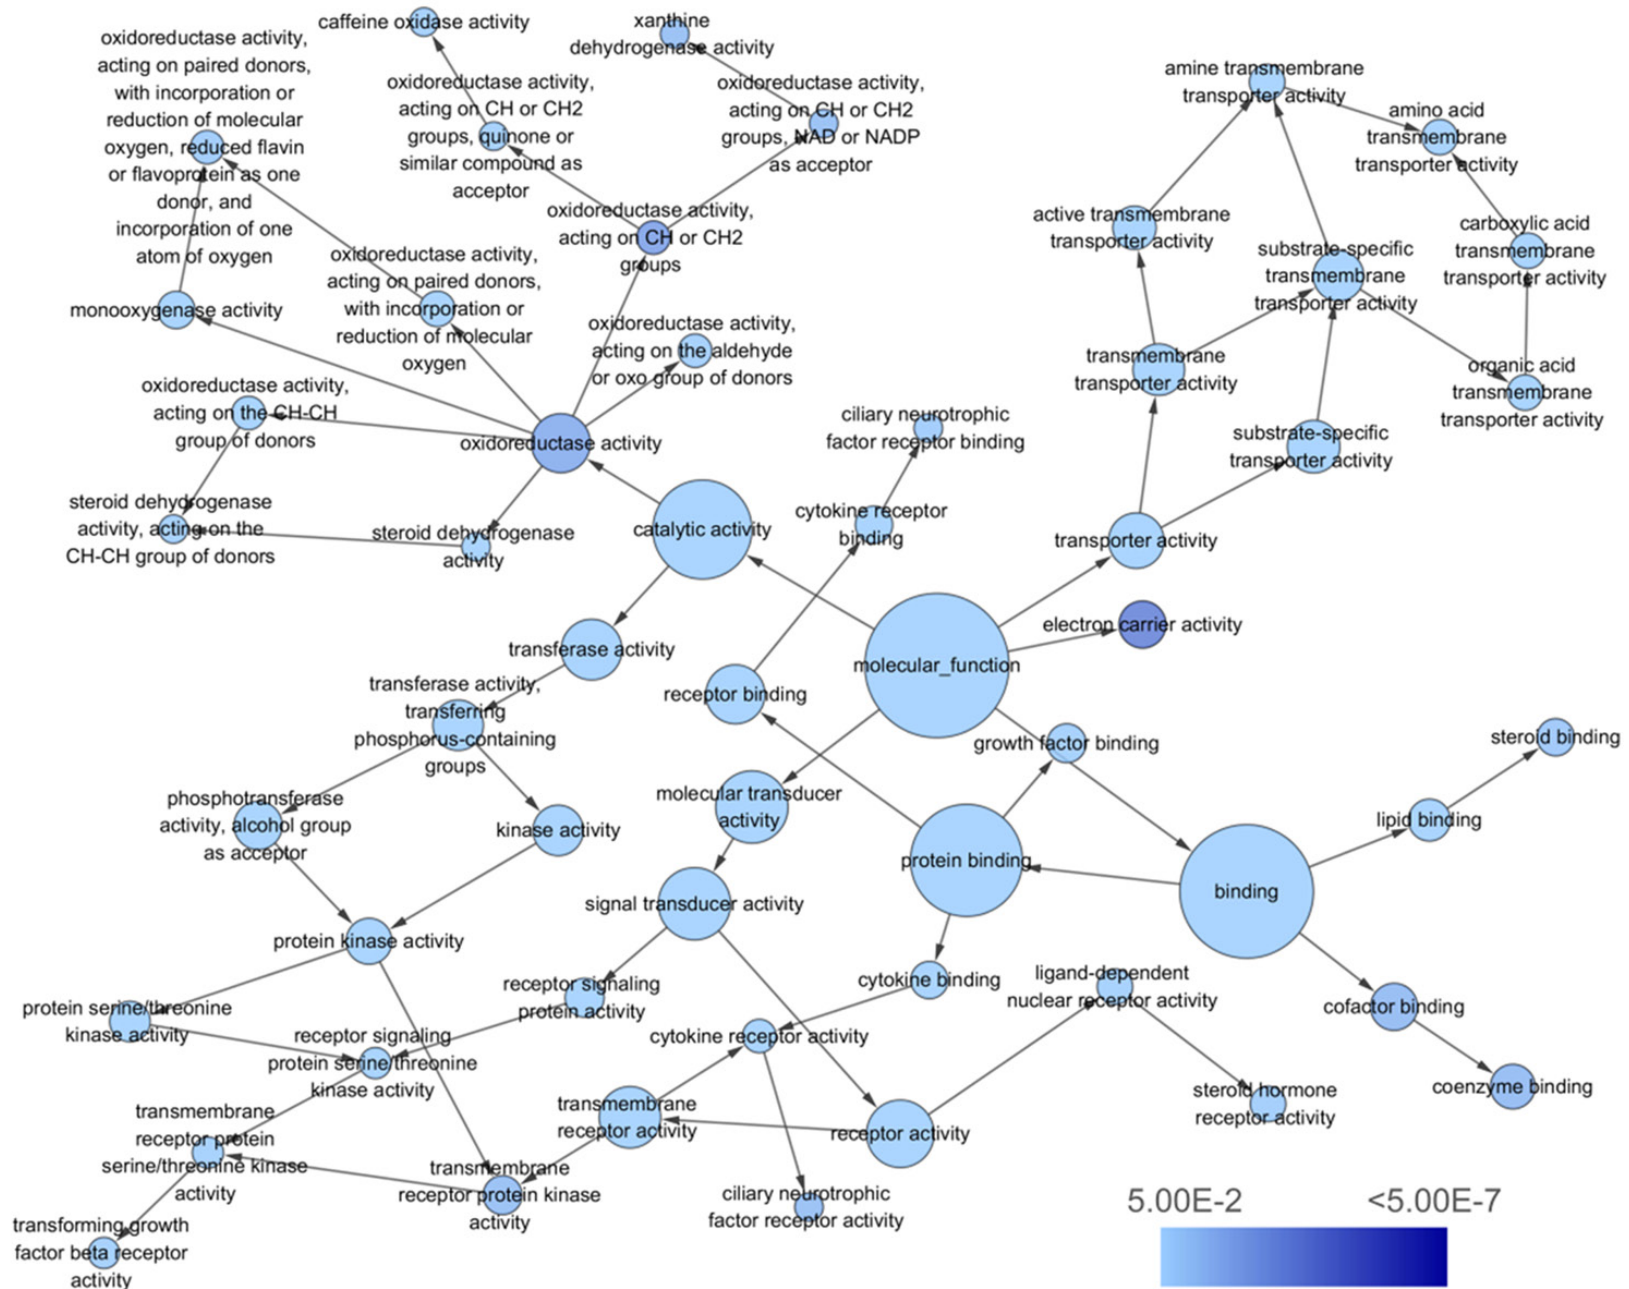 caffeine oxidase activity
xanthine
dehydrogenase activity
oxidoreductase activity,
acting on paired donors,
with incorporation or
reduction of molecular
oxygen, reduced flavin
or flavoprotein as one
donor, and
incorporation of one
atom of oxygen
oxidoreductase activity,
acting on CH or CH2
groups, quinone or
similar compound as
acceptor
oxidoreductase activity,
acting on CH or CH2
groups, NAD or NADP
as acceptor
amine transmembrane
transporter activity
amino acid
transmembrane
transporter activity
oxidoreductase activity,
acting on CH or CH2
groups
active transmembrane
transporter activity
substrate-specific
transmembrane
transporter activity
carboxylic acid
transmembrane
transporter activity
monooxygenase activity
oxidoreductase activity,
acting on paired donors,
with incorporation or
reduction of molecular
oxygen
oxidoreductase activity,
acting on the aldehyde
or oxo group of donors
transmembrane
transporter activity
organic acid
transmembrane
transporter activity
oxidoreductase activity,
acting on the CH-CH
group of donors
oxidoreductase activity
ciliary neurotrophic
factor receptor binding
substrate-specific
transporter activity
steroid dehydrogenase
activity, acting on the
CH-CH group of donors
steroid dehydrogenase
activity
catalytic activity
cytokine receptor
binding
transporter activity
electron carrier activity
transferase activity
molecular_function
receptor binding
transferase activity,
transferring
phosphorus-containing
groups
growth factor binding
steroid binding
phosphotransferase
activity, alcohol group
as acceptor
kinase activity
molecular transducer
activity
lipid binding
protein binding
binding
signal transducer activity
protein kinase activity
receptor signaling
protein activity
cytokine binding
ligand-dependent
nuclear receptor activity
cofactor binding
protein serine/threonine
kinase activity
receptor signaling
protein serine/threonine
kinase activity
cytokine receptor activity
coenzyme binding
steroid hormone
receptor activity
transmembrane
receptor protein
serine/threonine kinase
activity
transmembrane
receptor activity
receptor activity
transmembrane
receptor protein kinase
activity
ciliary neurotrophic
factor receptor activity
transforming growth
factor beta receptor
activity
5.00E-2
<5.00E-7